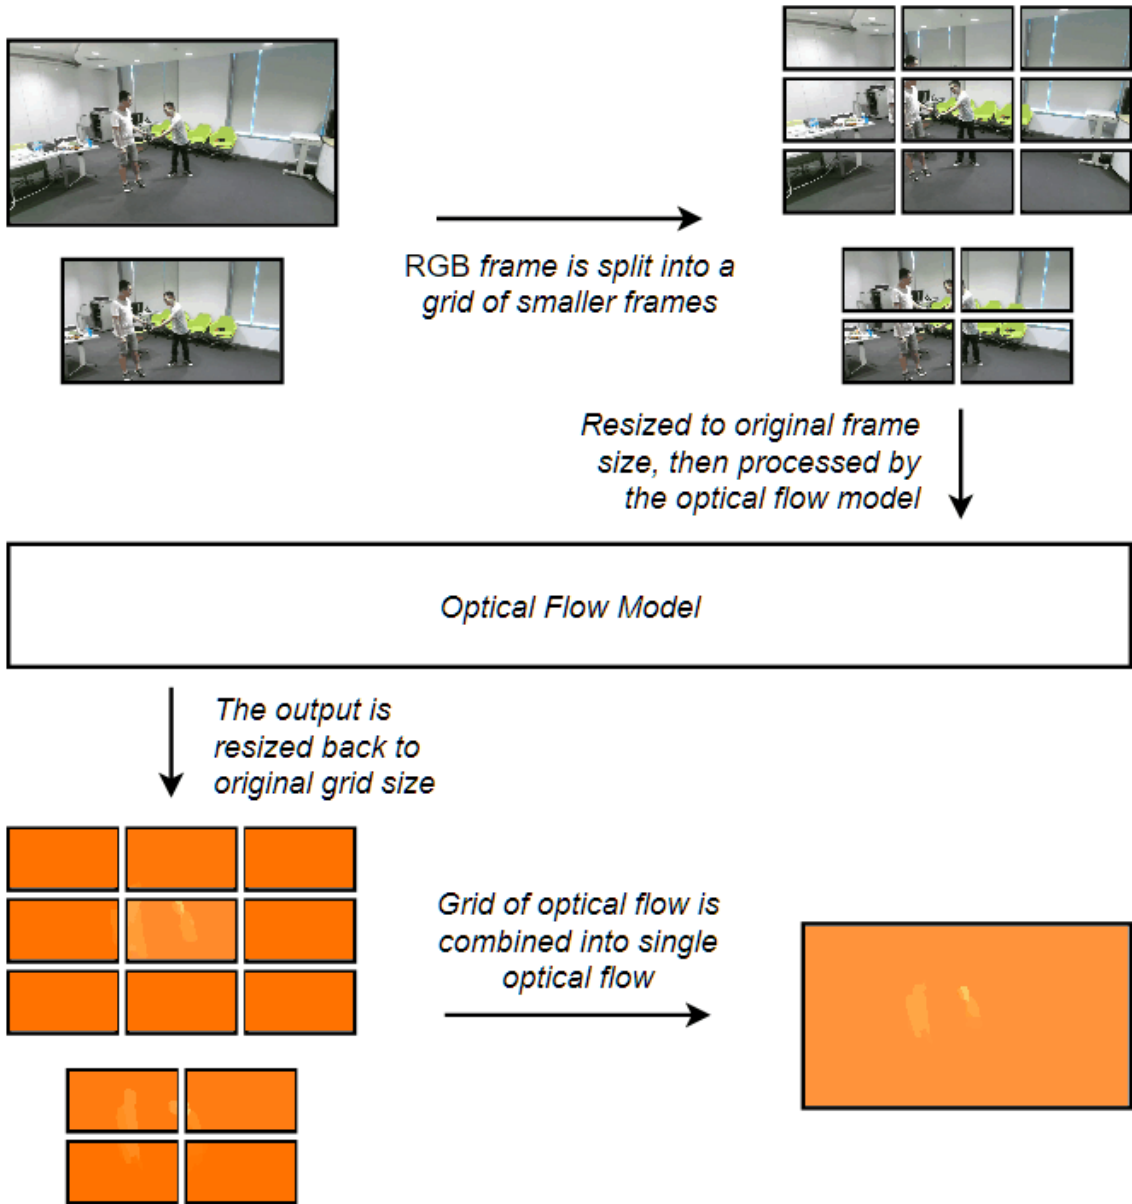 RGB frame is split into a
grid of smaller frames
Resized to original frame
size, then processed by
the optical flow model
Optical Flow Model
The output is
resized back to
original grid size
Grid of optical flow is
combined into single
optical flow